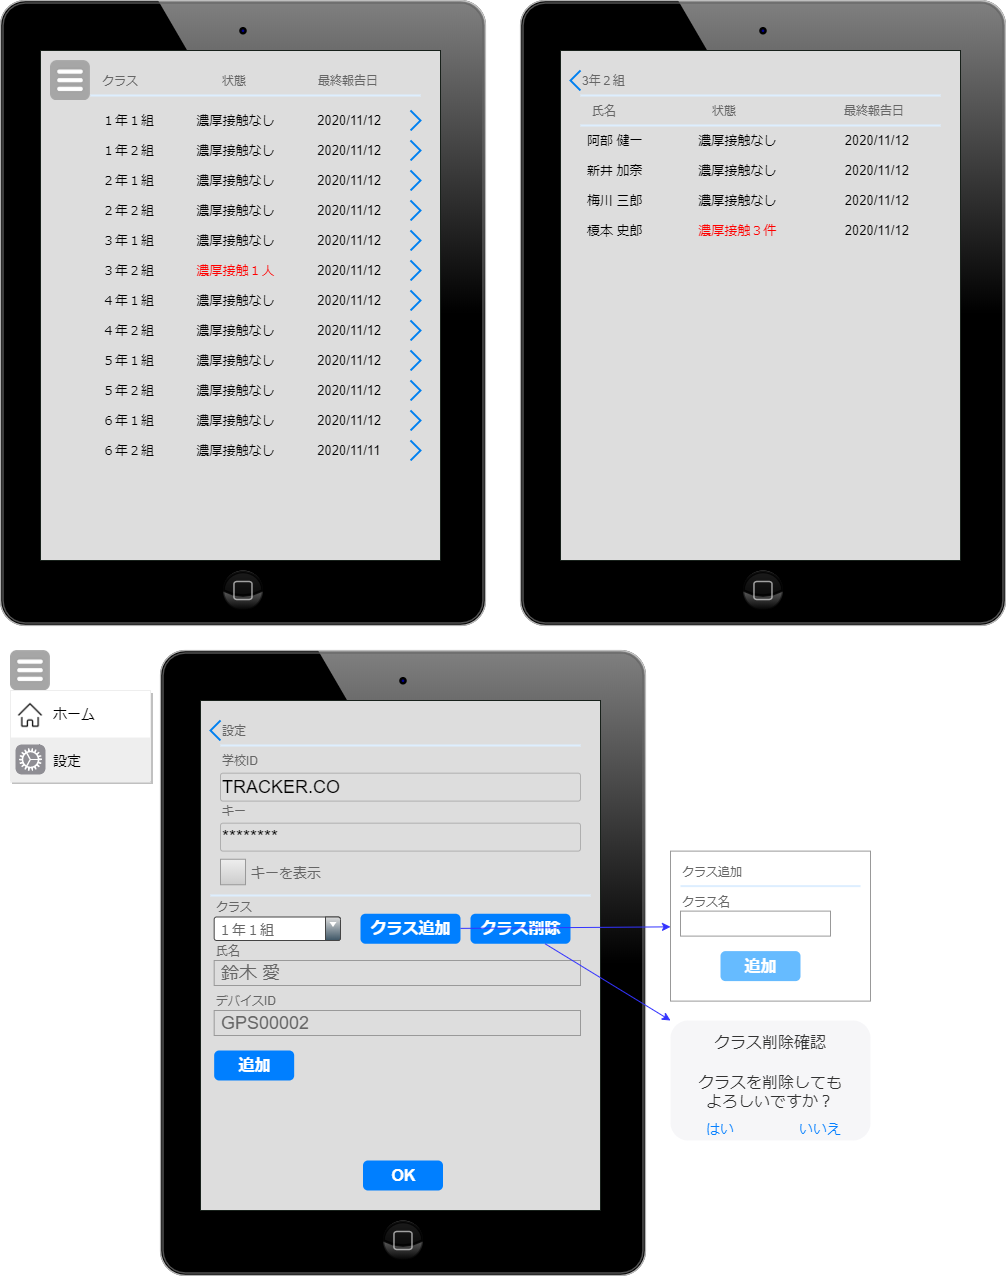 クラス 状態 最終報告日
１年１組 濃厚接触なし 2020/11/12
１年２組 濃厚接触なし 2020/11/12
２年１組 濃厚接触なし 2020/11/12
２年２組 濃厚接触なし 2020/11/12
３年１組 濃厚接触なし 2020/11/12
３年２組 濃厚接触１人 2020/11/12
４年１組 濃厚接触なし 2020/11/12
４年２組 濃厚接触なし 2020/11/12
５年１組 濃厚接触なし 2020/11/12
５年２組 濃厚接触なし 2020/11/12
６年１組 濃厚接触なし 2020/11/12
６年２組 濃厚接触なし 2020/11/11
3年２組
氏名 状態 最終報告日
阿部 健一 濃厚接触なし 2020/11/12
新井 加奈 濃厚接触なし 2020/11/12
梅川 三郎 濃厚接触なし 2020/11/12
榎本 史郎 濃厚接触３件 2020/11/12
ホーム
設定
設定
学校ID
TRACKER.CO
キー
********
キーを表示
クラス
１年１組 クラス追加 クラス削除
氏名
鈴木 愛
デバイスID
GPS00002
追加
OK
クラス追加
クラス名
追加
クラス削除確認
クラスを削除しても
よろしいですか？
はい いいえ